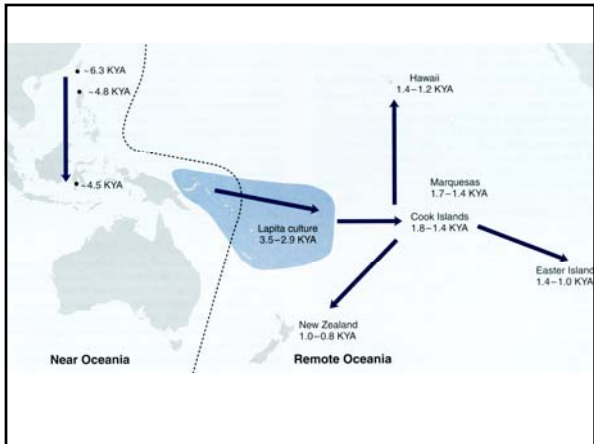 ~6.3 KYA
~4.8 KYA
~4.5 KYA
Hawaii
1.4–1.2 KYA
Marquesas
1.7–1.4 KYA
Lapita culture
3.5–2.9 KYA
Cook Islands
1.8–1.4 KYA
Easter Island
1.4–1.0 KYA
New Zealand
1.0–0.8 KYA
Near Oceania
Remote Oceania